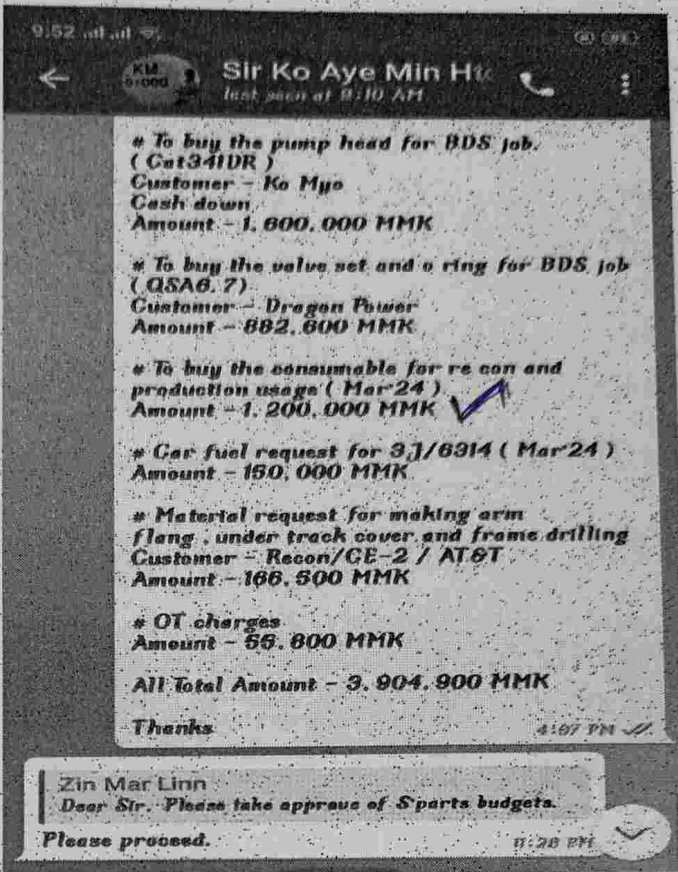 9:52
KM
Sir Ko Aye Min Ht
last seen at 9:10 AM
# To buy the pump head for BDS job.
( Cat341DR )
Customer - Ko Myo
Cash down
Amount - 1, 600, 000 MMK
# To buy the valve set and o ring for BDS job
( QSA6. 7)
Customer - Dragon Power
Amount - 882, 600 MMK
# To buy the consumable for re con and
production usage ( Mar'24 )
Amount - 1, 200, 000 MMK
# Car fuel request for 3J/6314 ( Mar'24 )
Amount - 150, 000 MMK
# Material request for making arm
flang , under track cover and frame drilling
Customer - Recon/CE-2 / AT&T
Amount - 166, 500 MMK
# OT charges
Amount - MMK
All Total Amount - 3, 904, 900 MMK
Thanks
4:07 PM
Zin Mar Linn
Dear Sir. Please take approve of S'parts budgets.
Please proceed.